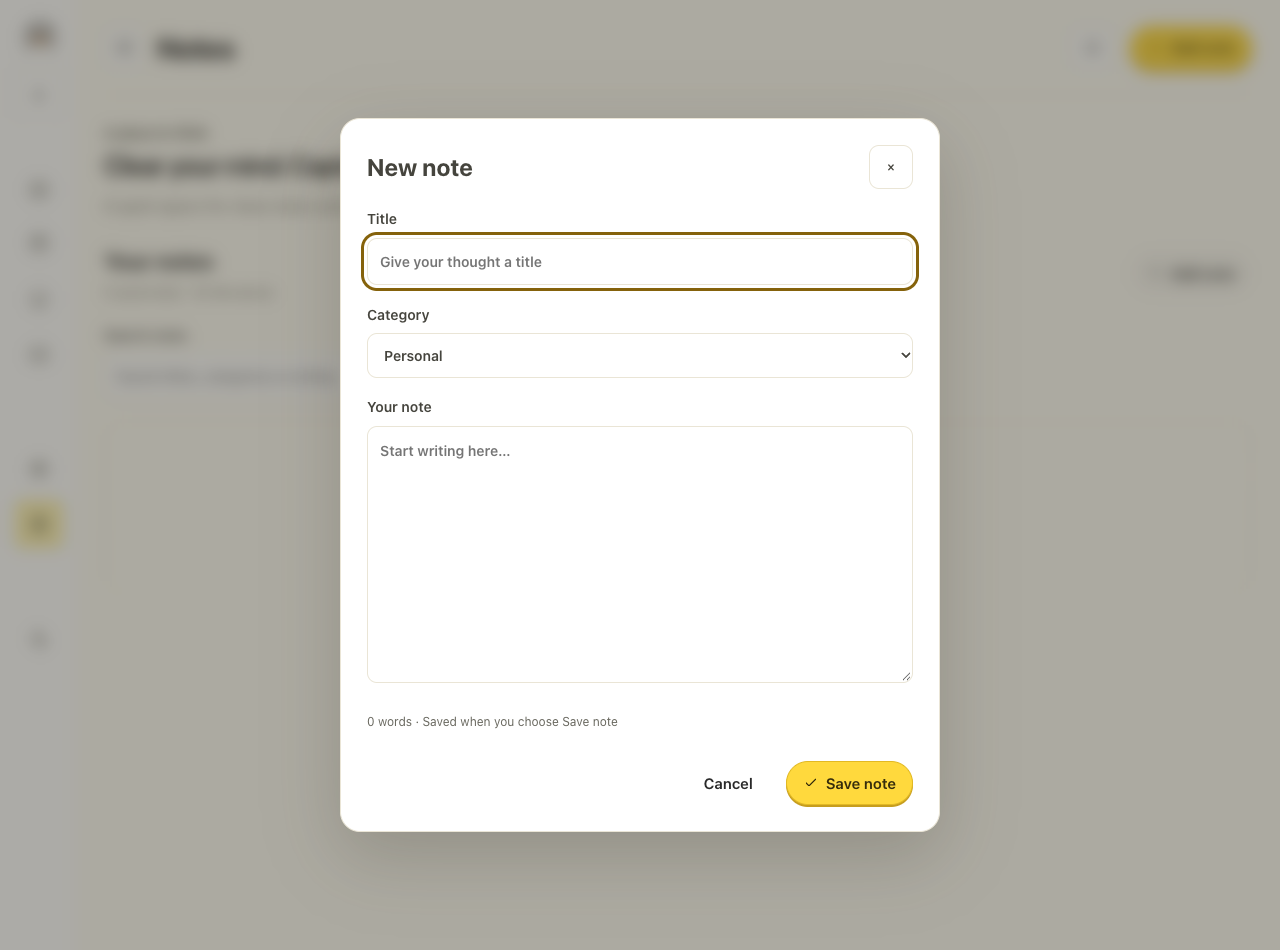 Notes
New note
×
Title
Give your thought a title
Category
Personal
Your note
Start writing here...
0 words · Saved when you choose Save note
Cancel
Save note